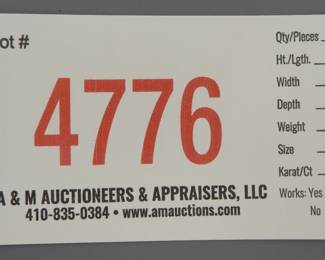 ot #
4776
A & M AUCTIONEERS & APPRAISERS, LLC
410-835-0384 • www.amauctions.com
Qty/Pieces
Ht./Lgth.
Width
Depth
Weight
Size
Karat/Ct
Works: Yes
No